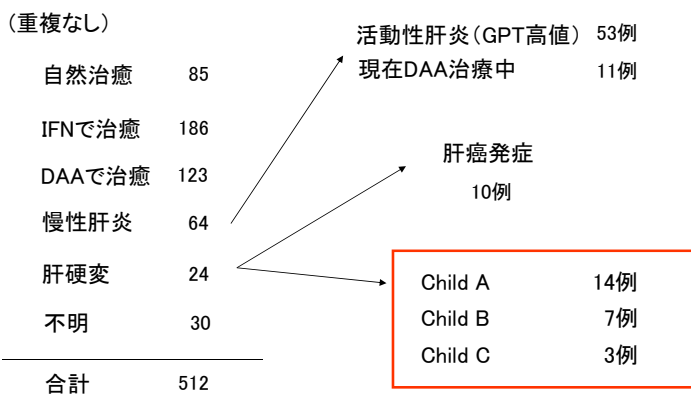 (重複なし)
自然治癒 85
IFNで治癒 186
DAAで治癒 123
慢性肝炎 64
肝硬変 24
不明 30
合計 512
活動性肝炎(GPT高値) 53例
現在DAA治療中 11例
肝癌発症
10例
Child A 14例
Child B 7例
Child C 3例